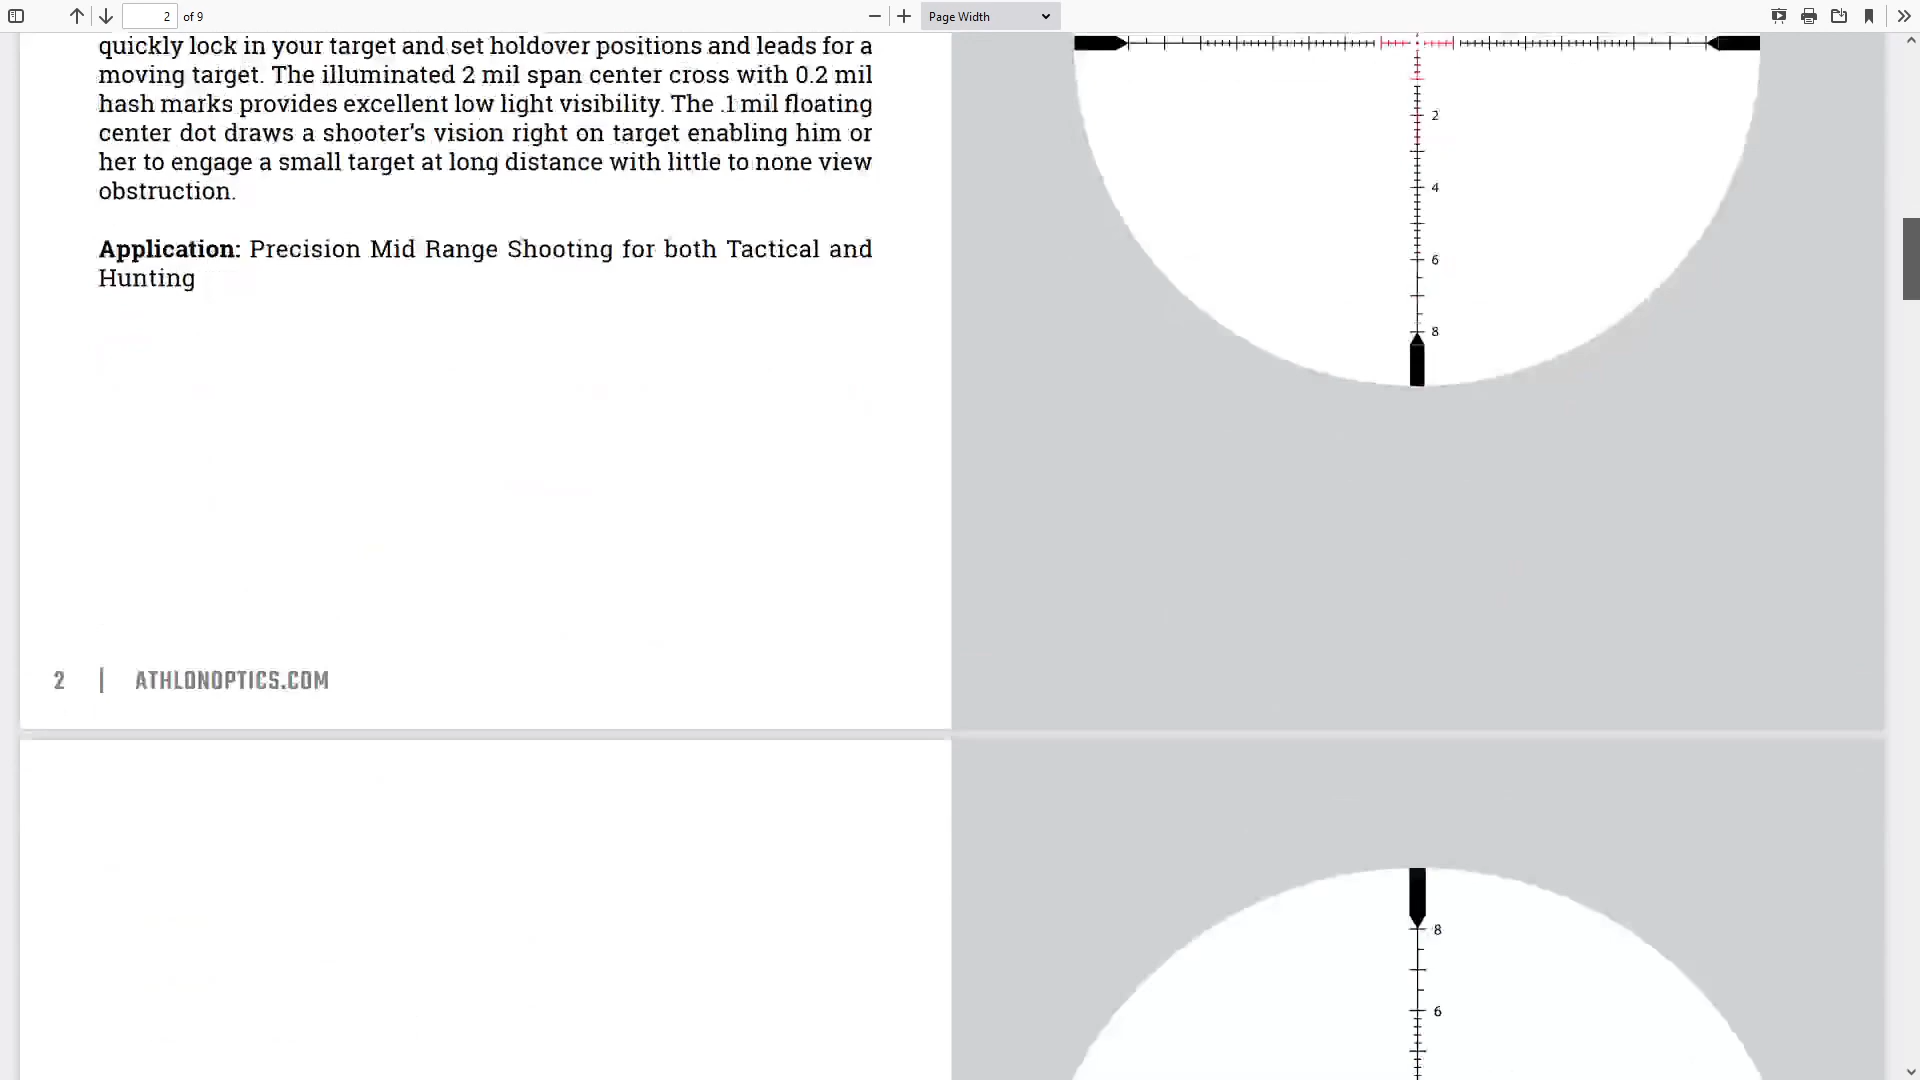 2 of 9
Page Width
quickly lock in your target and set holdover positions and leads for a
moving target. The illuminated 2 mil span center cross with 0.2 mil
hash marks provides excellent low light visibility. The .1 mil floating
center dot draws a shooter's vision right on target enabling him or
her to engage a small target at long distance with little to none view
obstruction.
Application: Precision Mid Range Shooting for both Tactical and
Hunting
2 | ATHLONOPTICS.COM
2
4
6
8
8
6